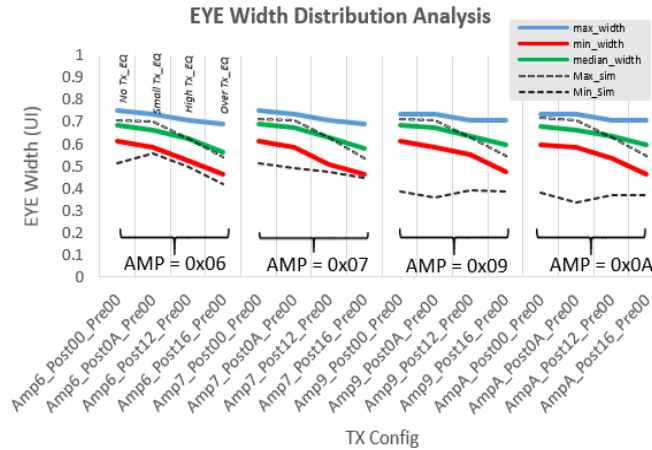 EYE Width Distribution Analysis
max_width
min_width
median_width
Max_sim
Min_Sim
EYE Width (UI)
1
0.9
0.8
0.7
0.6
0.5
0.4
0.3
0.2
0.1
0
No Tx_EQ
Small Tx_EQ
High Tx_EQ
Over Tx_EQ
AMP = 0x06
AMP = 0x07
AMP = 0x09
AMP = 0x0A
Amp6_Post00_Pre00
Amp6_Post0A_Pre00
Amp6_Post12_Pre00
Amp6_Post16_Pre00
Amp7_Post00_Pre00
Amp7_Post0A_Pre00
Amp7_Post12_Pre00
Amp7_Post16_Pre00
Amp9_Post00_Pre00
Amp9_Post0A_Pre00
Amp9_Post12_Pre00
Amp9_Post16_Pre00
AmpA_Post00_Pre00
AmpA_Post0A_Pre00
AmpA_Post12_Pre00
AmpA_Post16_Pre00
TX Config